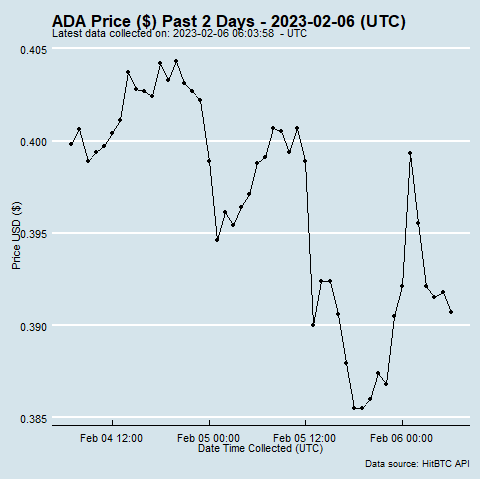 ADA Price ($) Past 2 Days - 2023-02-06 (UTC)
Latest data collected on: 2023-02-06 06:03:58 - UTC
0.405
0.400
0.395
0.390
0.385
Price USD ($)
Feb 04 12:00 Feb 05 00:00 Feb 05 12:00 Feb 06 00:00
Date Time Collected (UTC)
Data source: HitBTC API